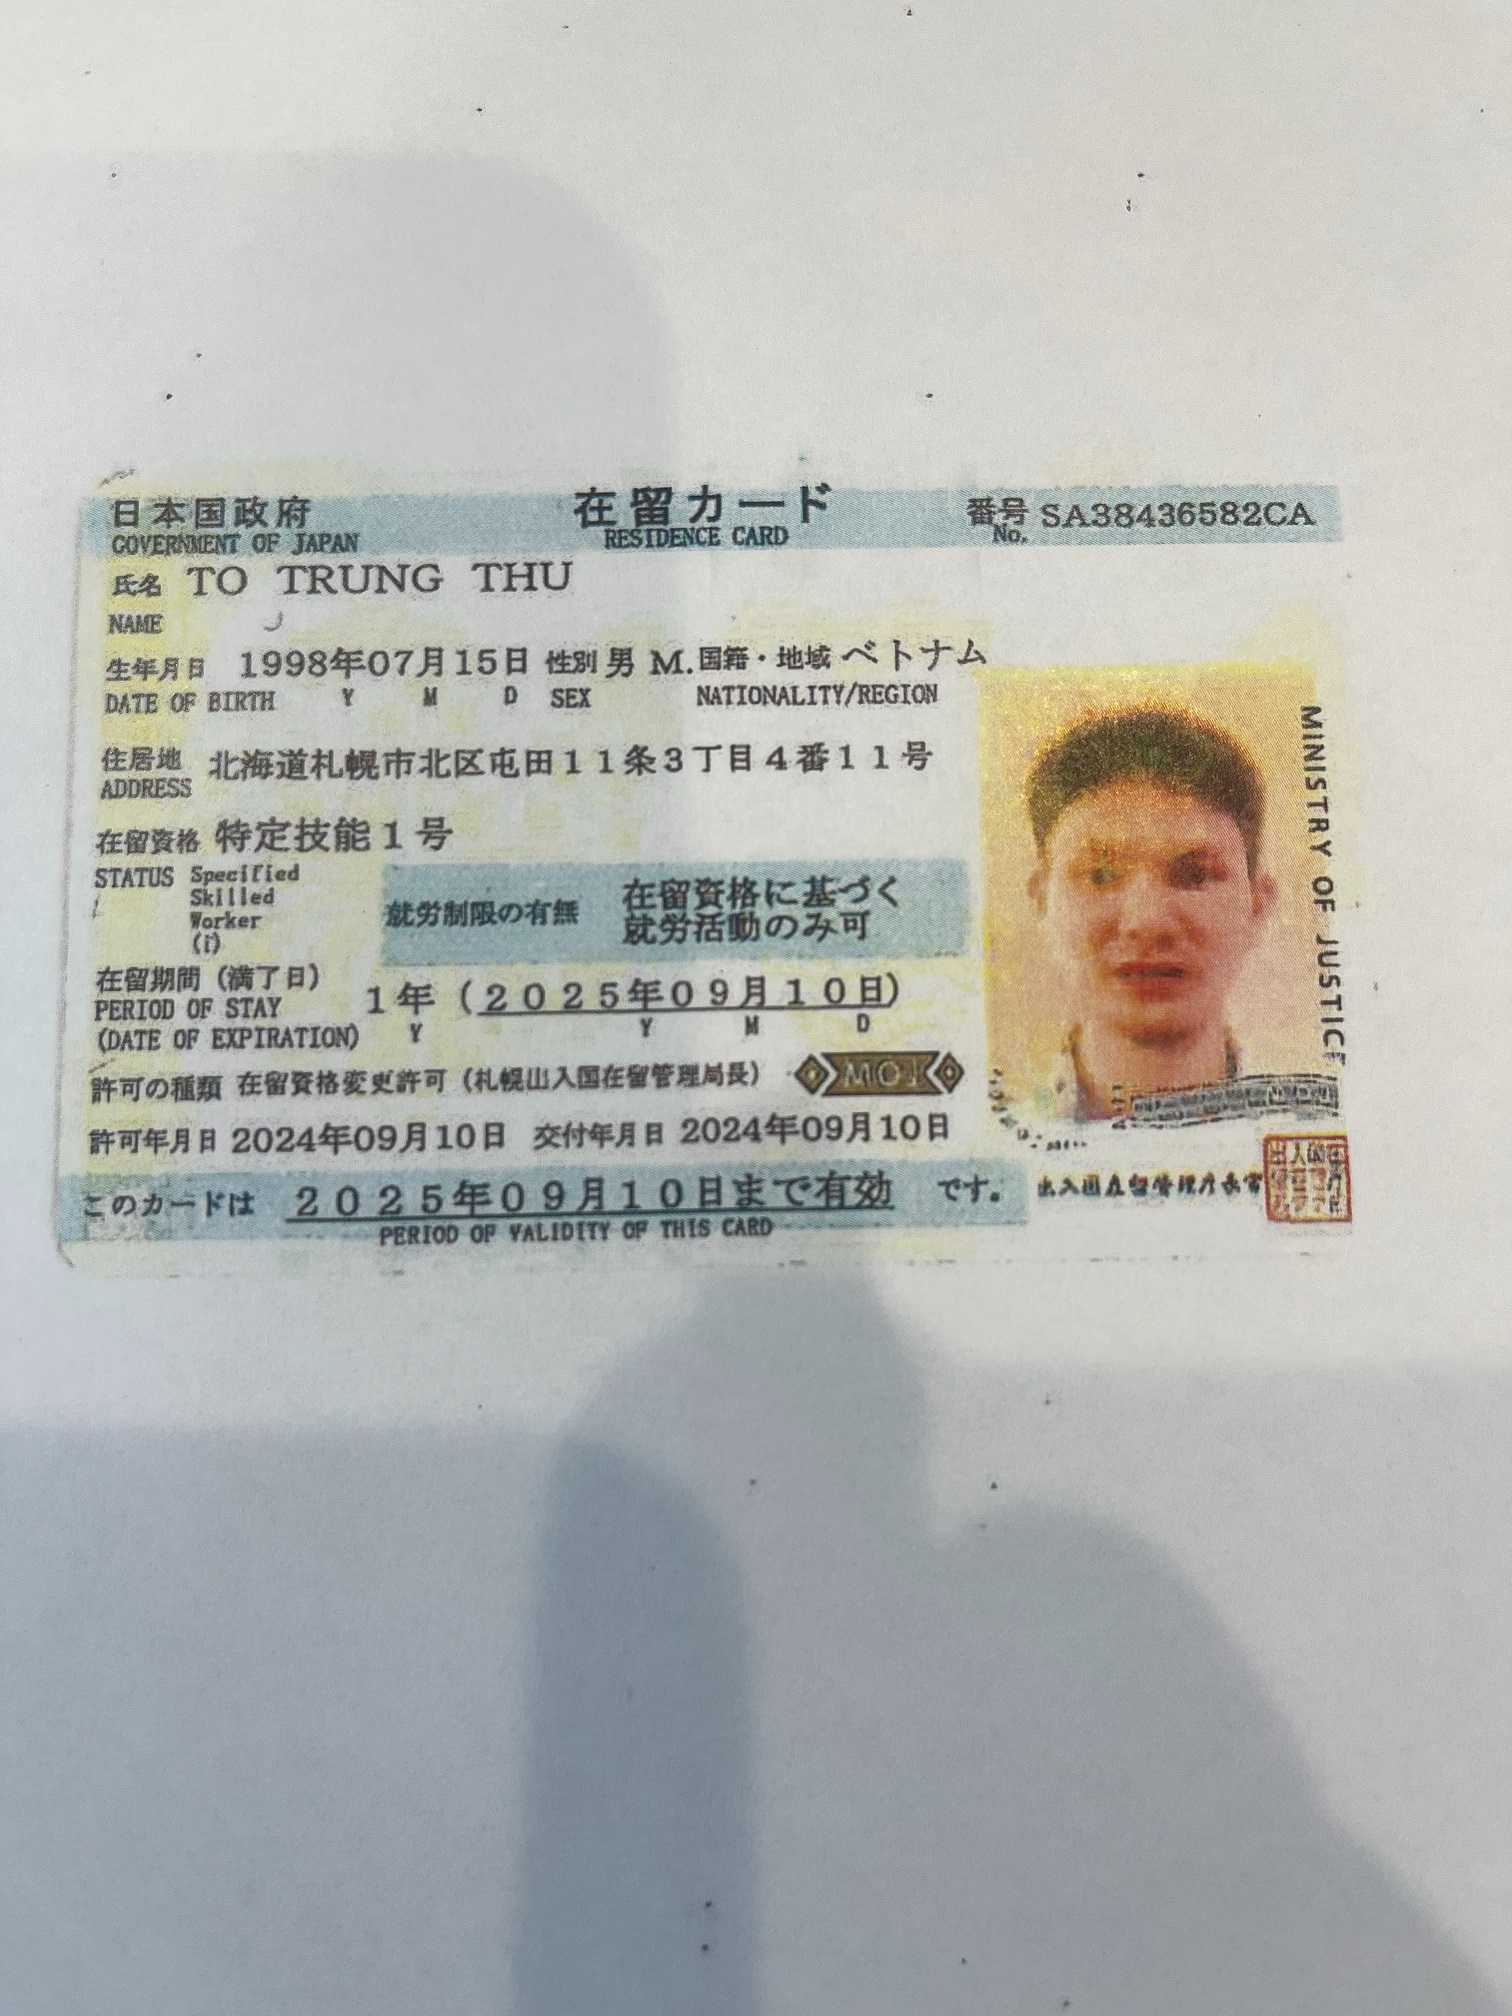 日本国政府 在留カード 番号 SA38436582CA
GOVERNMENT OF JAPAN RESIDENCE CARD No.
氏名 TO TRUNG THU
NAME
生年月日 1998年07月15日 性別 男 M. 国籍・地域 ベトナム
DATE OF BIRTH Y M D SEX NATIONALITY/REGION
住居地 北海道札幌市北区屯田11条3丁目4番11号
ADDRESS
在留資格 特定技能1号
STATUS Specified
Skilled
Worker
(i)
就労制限の有無 在留資格に基づく
就労活動のみ可
在留期間(満了日)
PERIOD OF STAY 1年(2025年09月10日)
(DATE OF EXPIRATION) Y Y M D
許可の種類 在留資格変更許可(札幌出入国在留管理局長) MOJ
許可年月日 2024年09月10日 交付年月日 2024年09月10日
このカードは 2025年09月10日まで有効 です。
PERIOD OF VALIDITY OF THIS CARD
MINISTRY OF JUSTICE
出入国在留管理庁長官